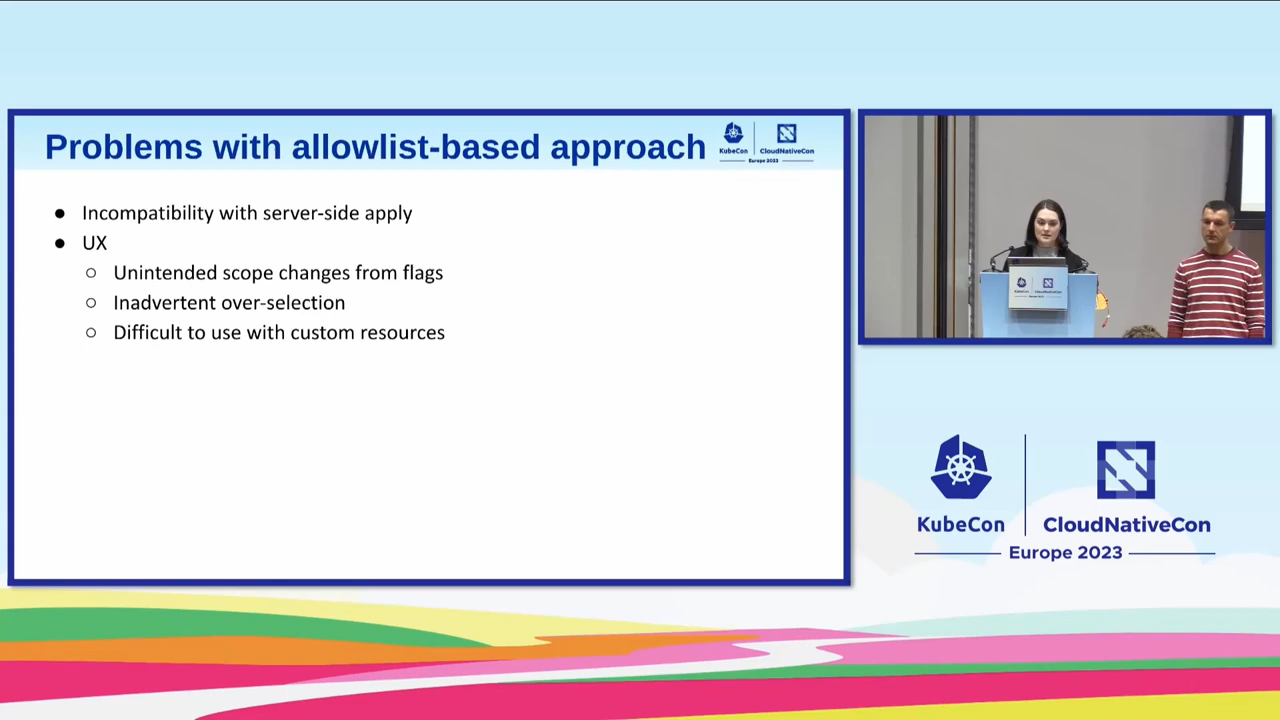 Problems with allowlist-based approach
KubeCon
CloudNativeCon
Europe 2023
● Incompatibility with server-side apply
● UX
○ Unintended scope changes from flags
○ Inadvertent over-selection
○ Difficult to use with custom resources
KubeCon
CloudNativeCon
Europe 2023